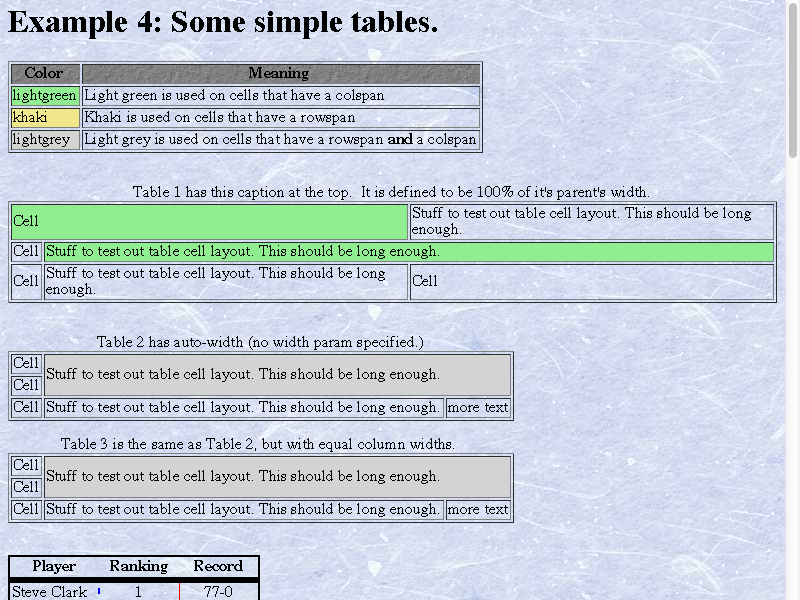 Example 4: Some simple tables.
Color Meaning
lightgreen Light green is used on cells that have a colspan
khaki Khaki is used on cells that have a rowspan
lightgrey Light grey is used on cells that have a rowspan and a colspan
Table 1 has this caption at the top. It is defined to be 100% of it's parent's width.
Cell
Stuff to test out table cell layout. This should be long
enough.
Cell Stuff to test out table cell layout. This should be long enough.
Cell
Stuff to test out table cell layout. This should be long
enough.
Cell
Table 2 has auto-width (no width param specified.)
Cell
Stuff to test out table cell layout. This should be long enough.
Cell
Cell Stuff to test out table cell layout. This should be long enough. more text
Table 3 is the same as Table 2, but with equal column widths.
Cell
Stuff to test out table cell layout. This should be long enough.
Cell
Cell Stuff to test out table cell layout. This should be long enough. more text
Player Ranking Record
Steve Clark 1 77-0